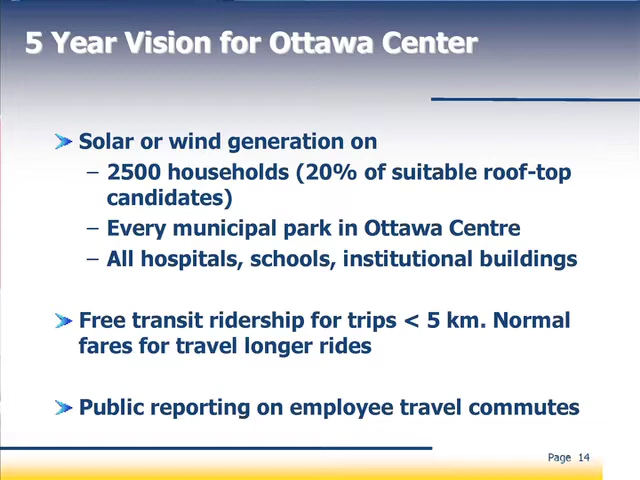 5 Year Vision for Ottawa Center
Solar or wind generation on
– 2500 households (20% of suitable roof-top
candidates)
– Every municipal park in Ottawa Centre
– All hospitals, schools, institutional buildings
Free transit ridership for trips < 5 km. Normal
fares for travel longer rides
Public reporting on employee travel commutes
Page 14